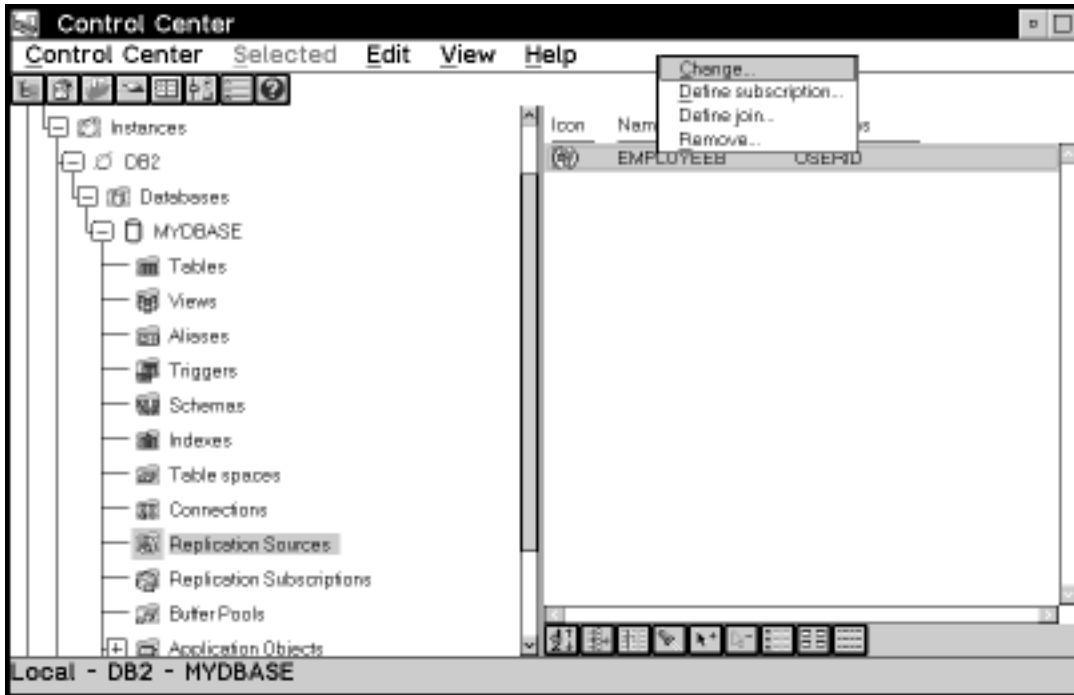 Control Center
Control Center Selected Edit View Help
Change...
Define subscription...
Define join...
Remove...
Icon
EMPLOYEEB USERID
Instances
DB2
Databases
MYDBASE
Tables
Views
Aliases
Triggers
Schemas
Indexes
Table spaces
Connections
Replication Sources
Replication Subscriptions
Buffer Pools
Application Objects
Local - DB2 - MYDBASE